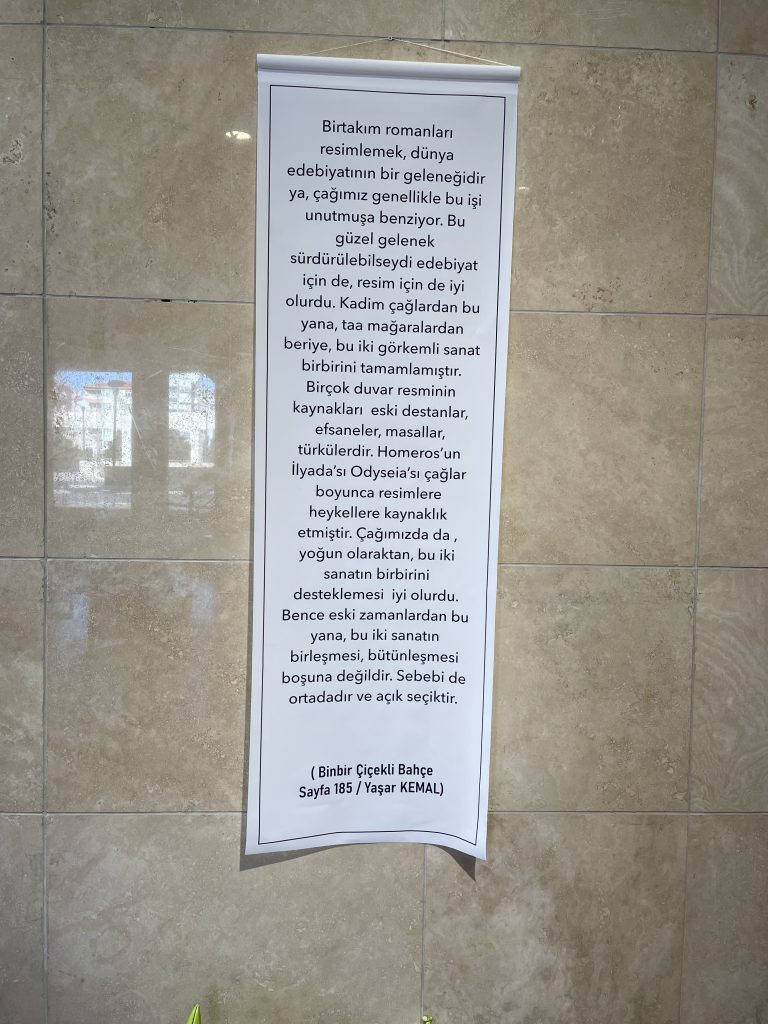 Birtakım romanları
resimlemek, dünya
edebiyatının bir geleneğidir
ya, çağımız genellikle bu işi
unutmuşa benziyor. Bu
güzel gelenek
sürdürülebilseydi edebiyat
için de, resim için de iyi
olurdu. Kadim çağlardan bu
yana, taa mağaralardan
beriye, bu iki görkemli sanat
birbirini tamamlamıştır.
Birçok duvar resminin
kaynakları  eski destanlar,
efsaneler, masallar,
türkülerdir. Homeros'un
İlyada'sı Odyseia'sı çağlar
boyunca resimlere
heykellere kaynaklık
etmiştir. Çağımızda da ,
yoğun olaraktan, bu iki
sanatın birbirini
desteklemesi  iyi olurdu.
Bence eski zamanlardan bu
yana, bu iki sanatın
birleşmesi, bütünleşmesi
boşuna değildir. Sebebi de
ortadadır ve açık seçiktir.
( Binbir Çiçekli Bahçe
Sayfa 185 / Yaşar KEMAL)